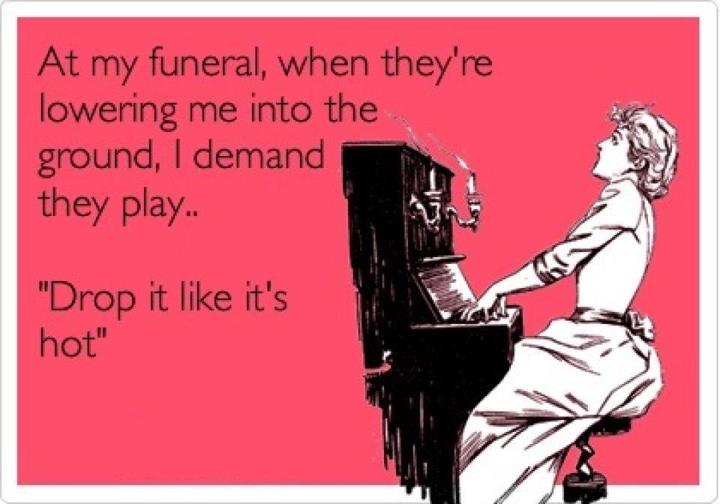 At my funeral, when they're
lowering me into the
ground, I demand
they play..
"Drop it like it's
hot"